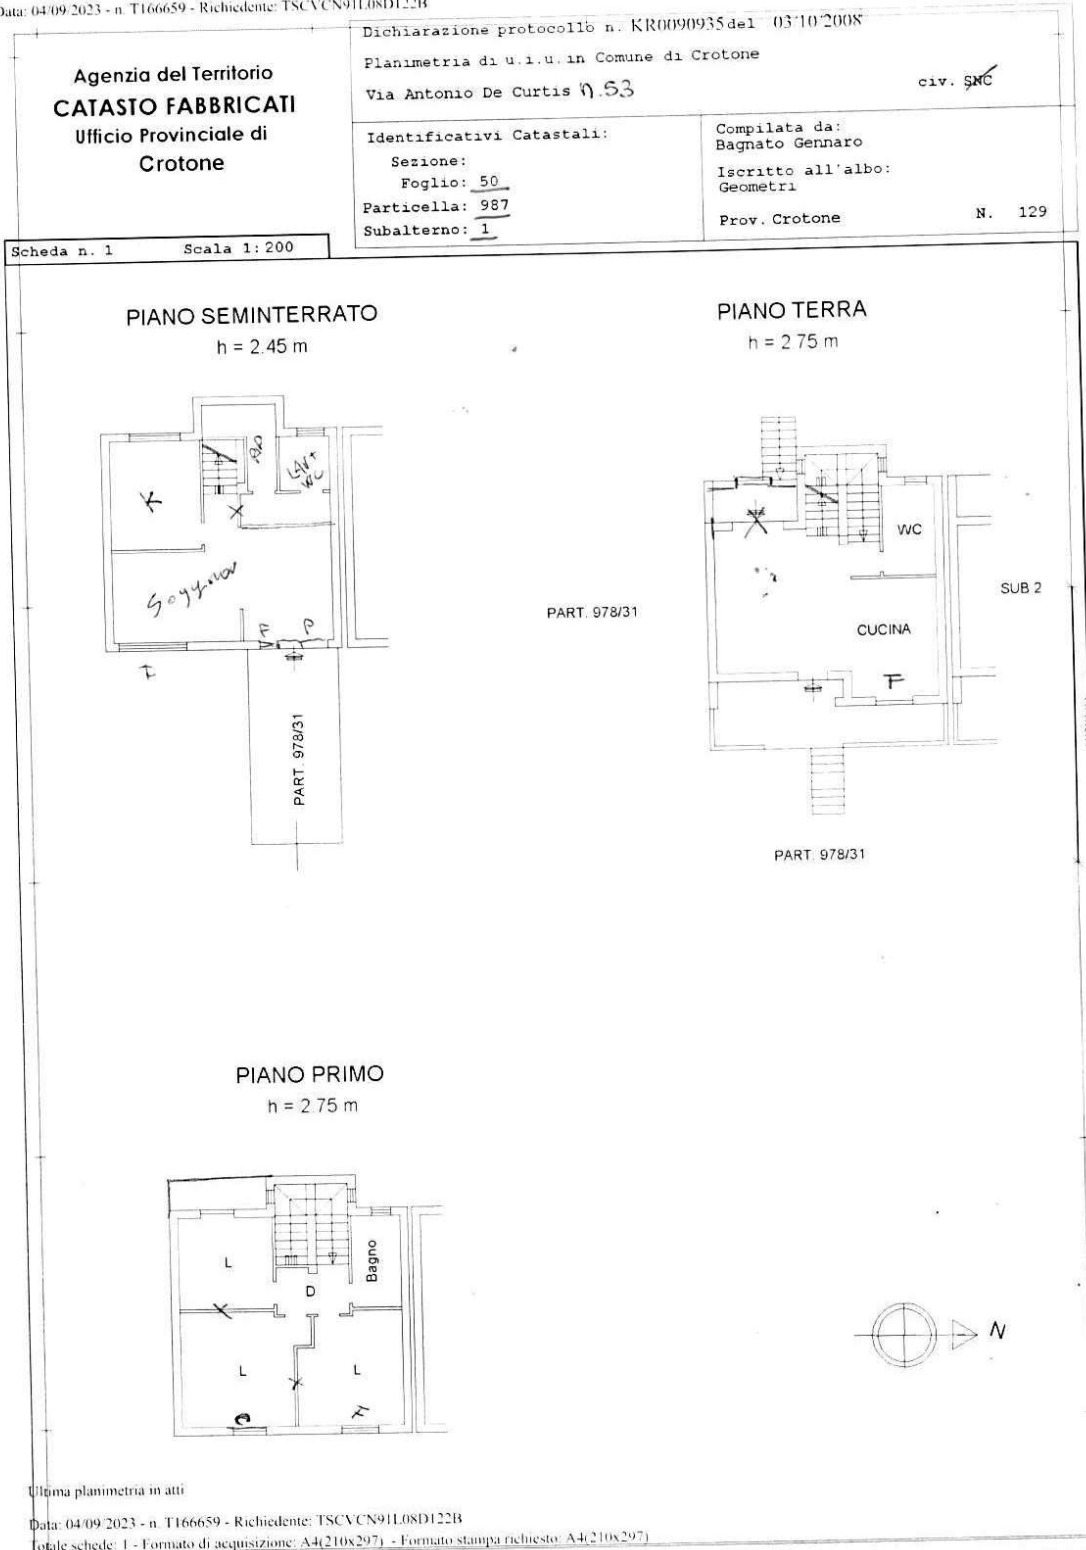 Data: 04/09/2023 - n. T166659 - Richiedente: TSCVCN91L08D122B
Agenzia del Territorio
CATASTO FABBRICATI
Ufficio Provinciale di
Crotone
Dichiarazione protocollo n. KR0090935 del 03/10/2008
Planimetria di u.i.u. in Comune di Crotone
Via Antonio De Curtis n.53 civ. SNC
Identificativi Catastali:
Sezione:
Foglio: 50
Particella: 987
Subalterno: 1
Compilata da:
Bagnato Gennaro
Iscritto all'albo:
Geometri
Prov. Crotone N. 129
Scheda n. 1 Scala 1:200
PIANO SEMINTERRATO
h = 2.45 m
PIANO TERRA
h = 2.75 m
LAV+
WC
K
X
F
P
PART. 978/31
WC
CUCINA
F
SUB 2
PART. 978/31
PART. 978/31
PIANO PRIMO
h = 2.75 m
L
D
Bagno
L
L
N
Ultima planimetria in atti
Data: 04/09/2023 - n. T166659 - Richiedente: TSCVCN91L08D122B
Totale schede: 1 - Formato di acquisizione: A4(210x297) - Formato stampa richiesto: A4(210x297)